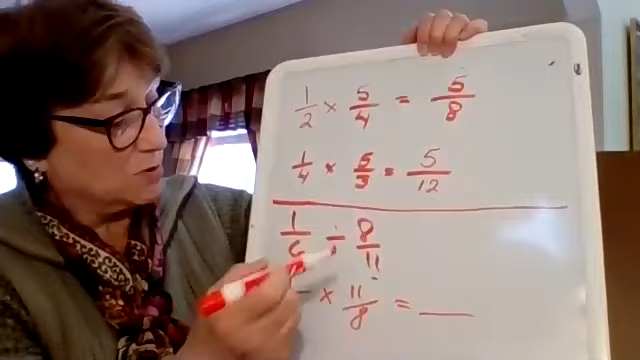 1/2 × 5/4 = 5/8
1/4 × 5/3 = 5/12
1/6 ÷ 8/11
× 11/8 = ___